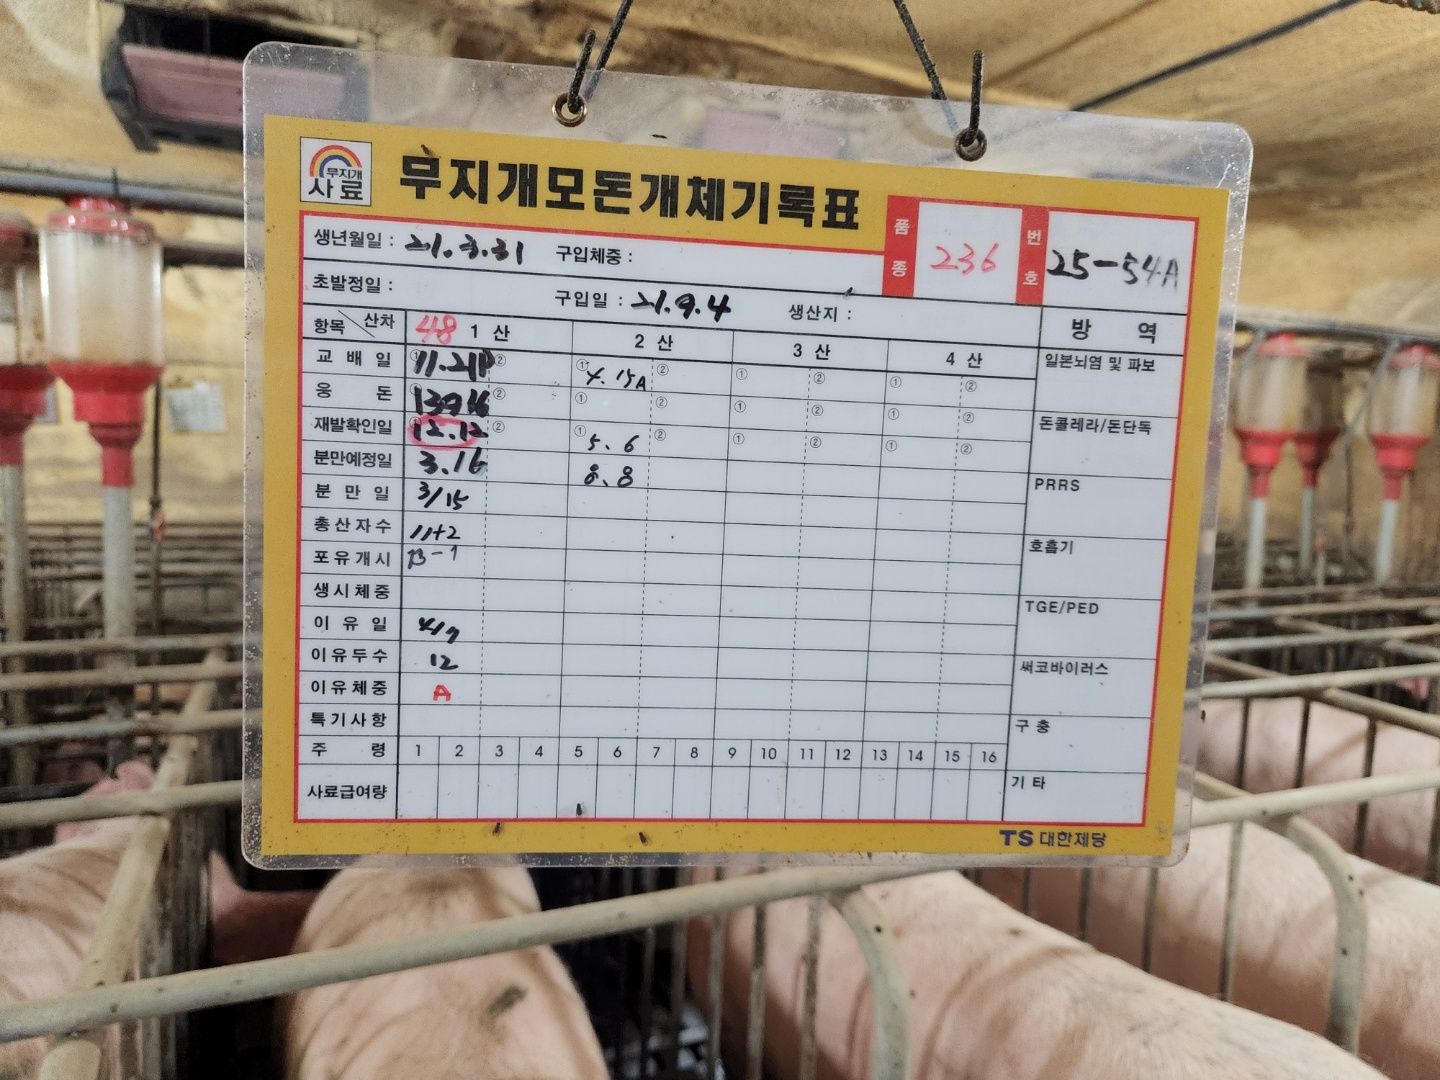 무지개
사료
무지개모돈개체기록표
품종 236 번호 25-54A
생년월일 : 21.3.31 구입체중 :
초발정일 : 구입일 : 21.9.4 생산지 :
항목 산차 48 1 산 2 산 3 산 4 산 방 역
교 배 일 ① 11.21P ② ① 4.15A ② ① ② ① ② 일본뇌염 및 파보
웅 돈 ② ① ② ① ② ① ②
재발확인일 12.12 ② ① 5.6 ② ① ② ① ② 돈콜레라/돈단독
분만예정일 3.16 8.8
분 만 일 3/15 PRRS
총산자수 11+2
포유개시 B-1 호흡기
생시체중 TGE/PED
이 유 일 4/7
이유두수 12 써코바이러스
이유체중 A
특기사항 구충
주 령 1 2 3 4 5 6 7 8 9 10 11 12 13 14 15 16
사료급여량 기타
TS 대한제당